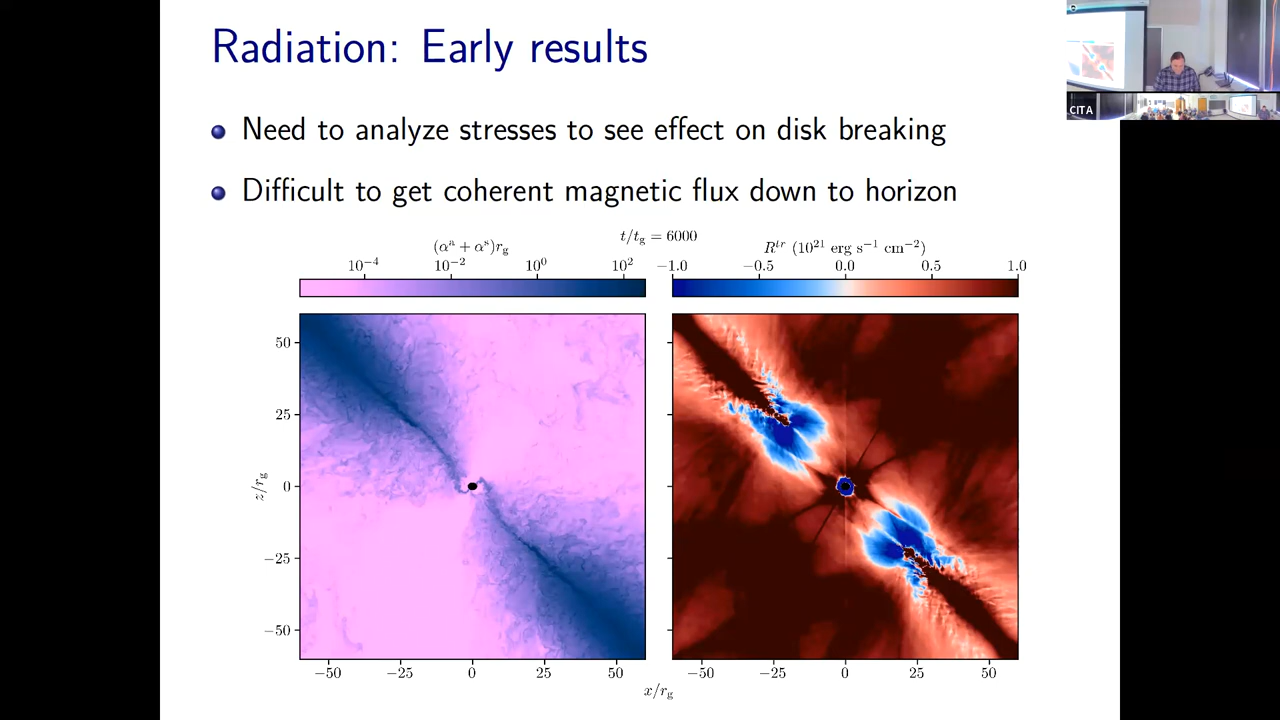 Radiation: Early results
CITA
Need to analyze stresses to see effect on disk breaking
Difficult to get coherent magnetic flux down to horizon
t/t_g = 6000
(α^a + α^s)r_g
R^{tr} (10^{21} erg s^{−1} cm^{−2})
10^{−4} 10^{−2} 10^0 10^2
−1.0 −0.5 0.0 0.5 1.0
50
25
0
−25
−50
z/r_g
−50 −25 0 25 50
−50 −25 0 25 50
x/r_g